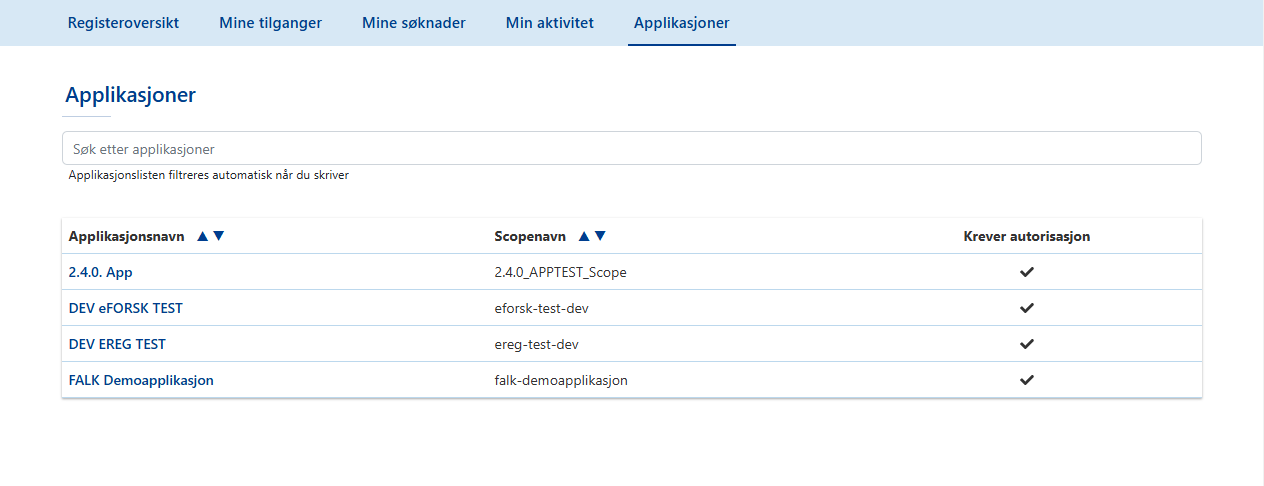 Registeroversikt Mine tilganger Mine søknader Min aktivitet Applikasjoner
Applikasjoner
Søk etter applikasjoner
Applikasjonslisten filtreres automatisk når du skriver
Applikasjonsnavn ▲▼ Scopenavn ▲▼ Krever autorisasjon
2.4.0. App 2.4.0_APPTEST_Scope ✔
DEV eFORSK TEST eforsk-test-dev ✔
DEV EREG TEST ereg-test-dev ✔
FALK Demoapplikasjon falk-demoapplikasjon ✔